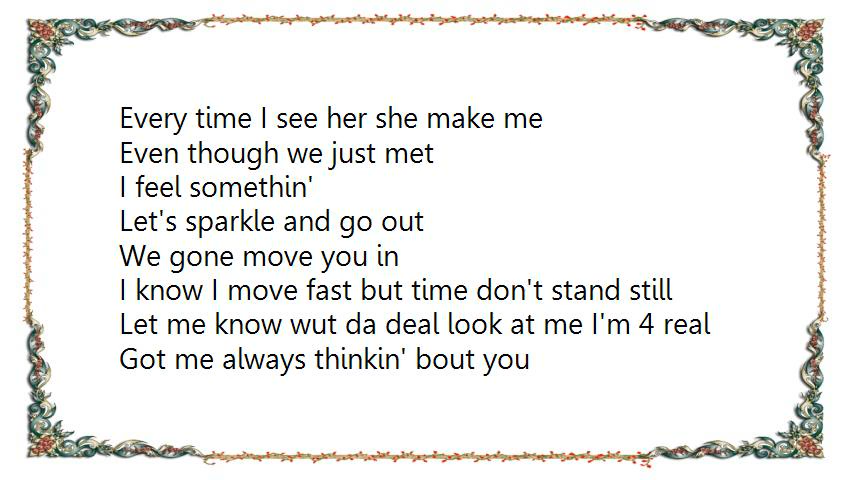 Every time I see her she make me
Even though we just met
I feel somethin'
Let's sparkle and go out
We gone move you in
I know I move fast but time don't stand still
Let me know wut da deal look at me I'm 4 real
Got me always thinkin' bout you